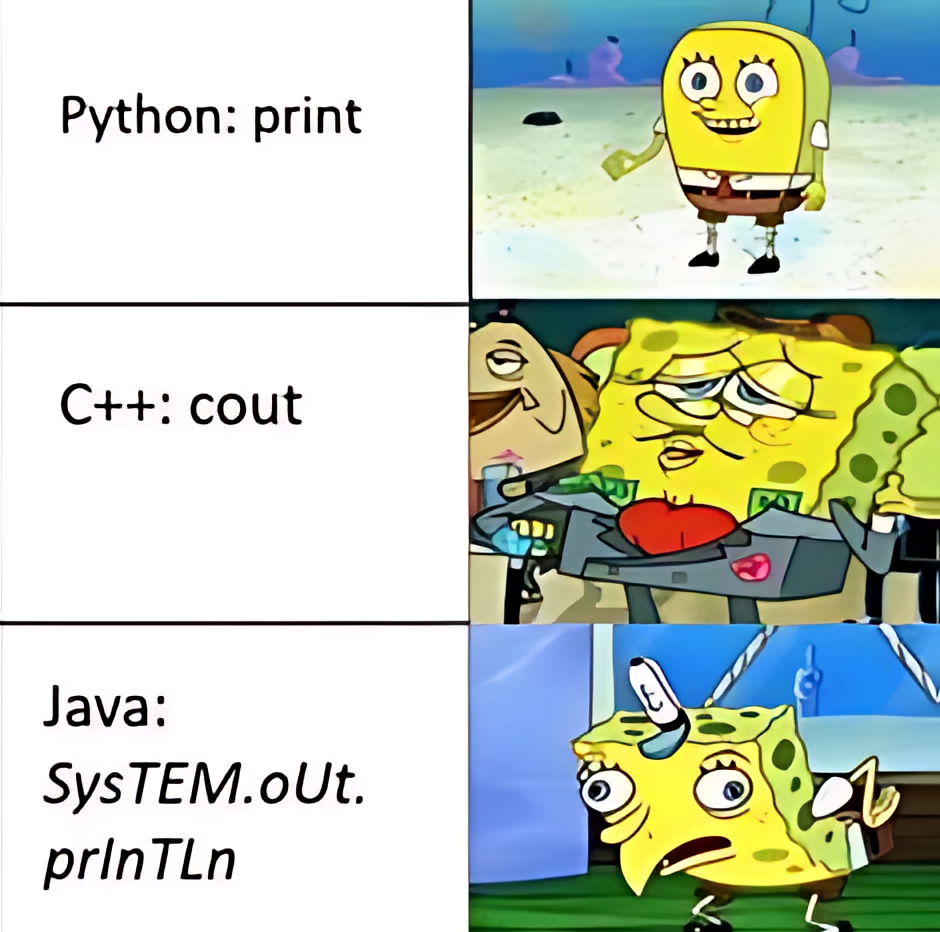 Python: print
C++: cout
Java:
SysTEM.oUt.
prInTLn